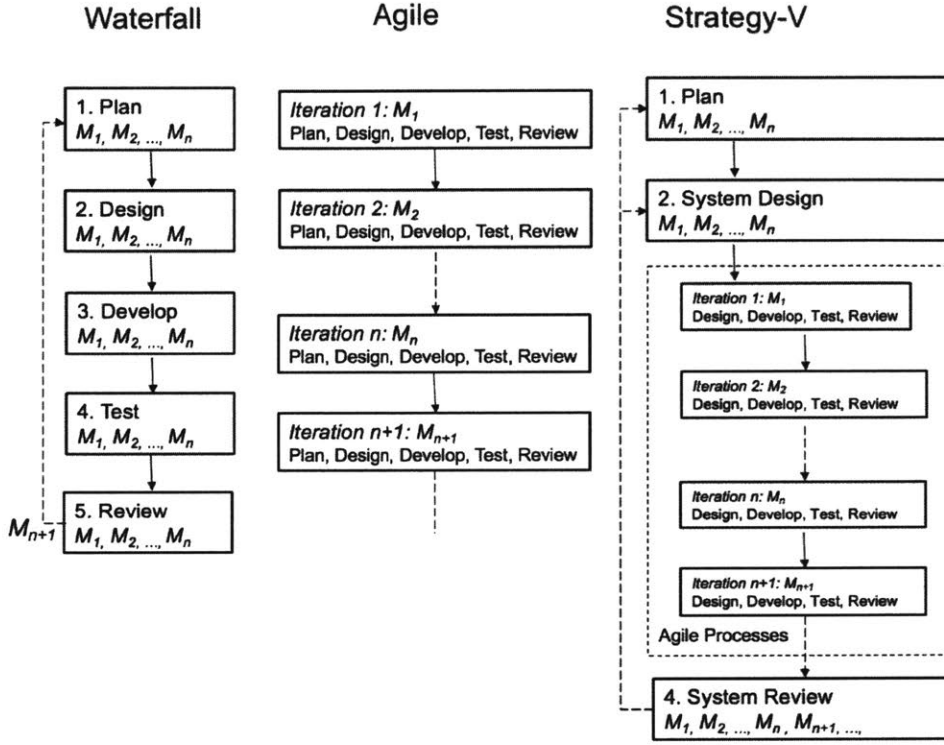 Waterfall
1. Plan
M1, M2, ..., Mn
2. Design
M1, M2, ..., Mn
3. Develop
M1, M2, ..., Mn
4. Test
M1, M2, ..., Mn
5. Review
M1, M2, ..., Mn
Mn+1
Agile
Iteration 1: M1
Plan, Design, Develop, Test, Review
Iteration 2: M2
Plan, Design, Develop, Test, Review
Iteration n: Mn
Plan, Design, Develop, Test, Review
Iteration n+1: Mn+1
Plan, Design, Develop, Test, Review
Strategy-V
1. Plan
M1, M2, ..., Mn
2. System Design
M1, M2, ..., Mn
Iteration 1: M1
Design, Develop, Test, Review
Iteration 2: M2
Design, Develop, Test, Review
Iteration n: Mn
Design, Develop, Test, Review
Iteration n+1: Mn+1
Design, Develop, Test, Review
Agile Processes
4. System Review
M1, M2, ..., Mn, Mn+1, ...,